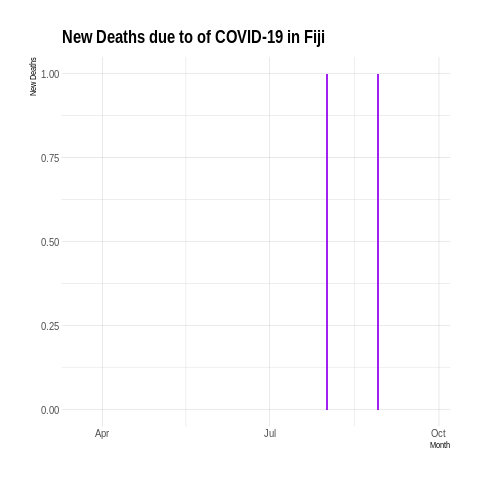 New Deaths due to of COVID-19 in Fiji
New Deaths
1.00
0.75
0.50
0.25
0.00
Apr
Jul
Oct
Month